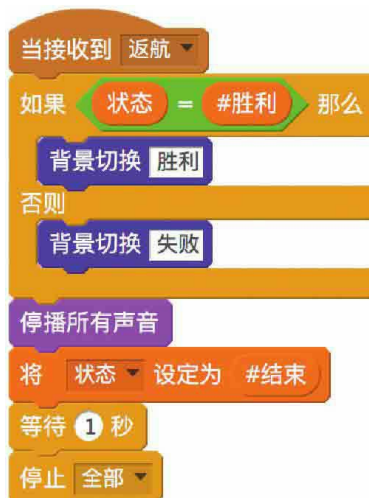 当接收到 返航
如果 状态 = #胜利 那么
背景切换 胜利
否则
背景切换 失败
停播所有声音
将 状态 设定为 #结束
等待 1 秒
停止 全部